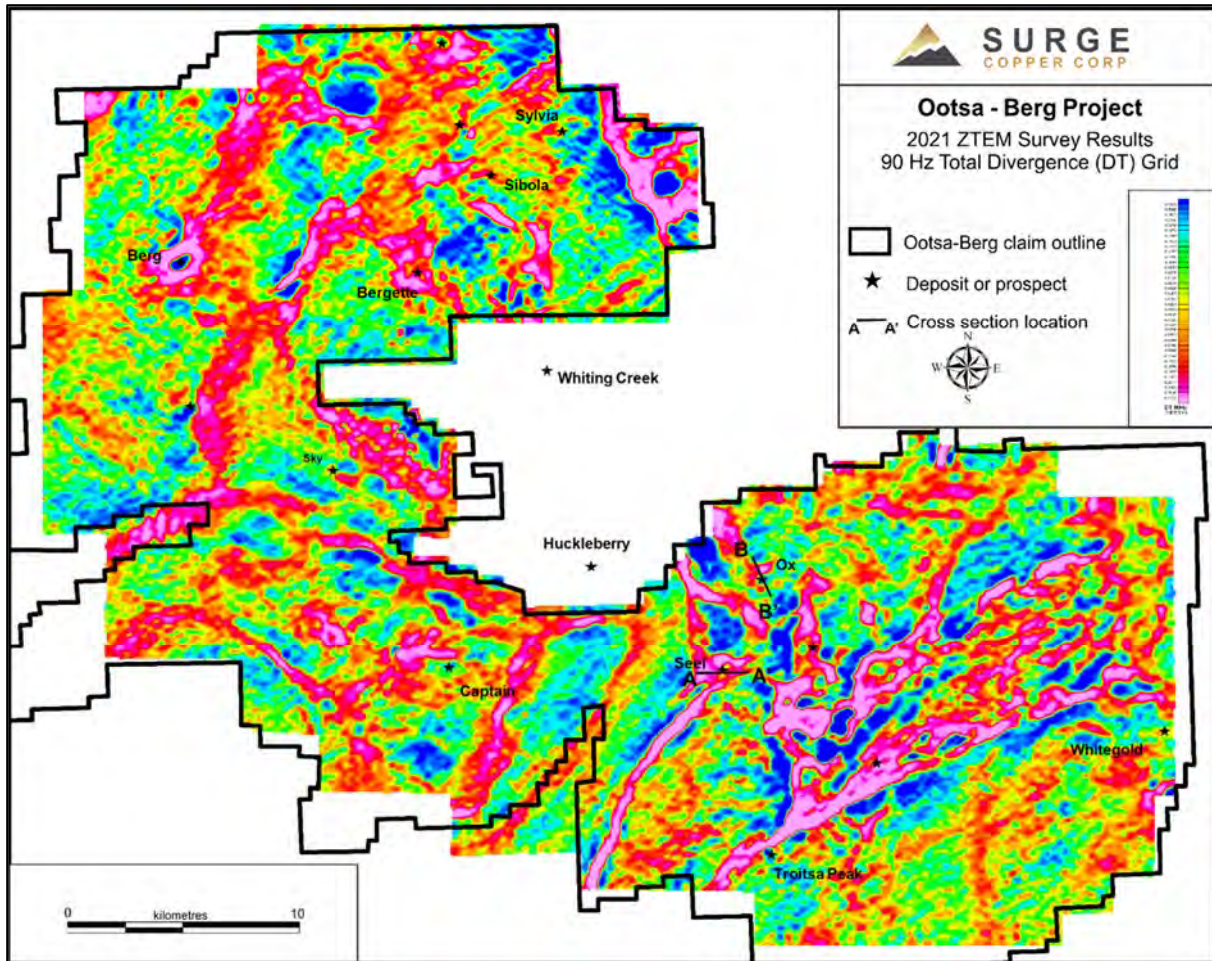 SURGE
COPPER CORP
Ootsa - Berg Project
2021 ZTEM Survey Results
90 Hz Total Divergence (DT) Grid
Ootsa-Berg claim outline
Deposit or prospect
A A' Cross section location
N
W E
S
Sylvia
Sibola
Berg
Bergette
Whiting Creek
Sky
Huckleberry
B
Ox
B'
Seel
A A'
Captain
Whitegold
Troitsa Peak
0 kilometres 10